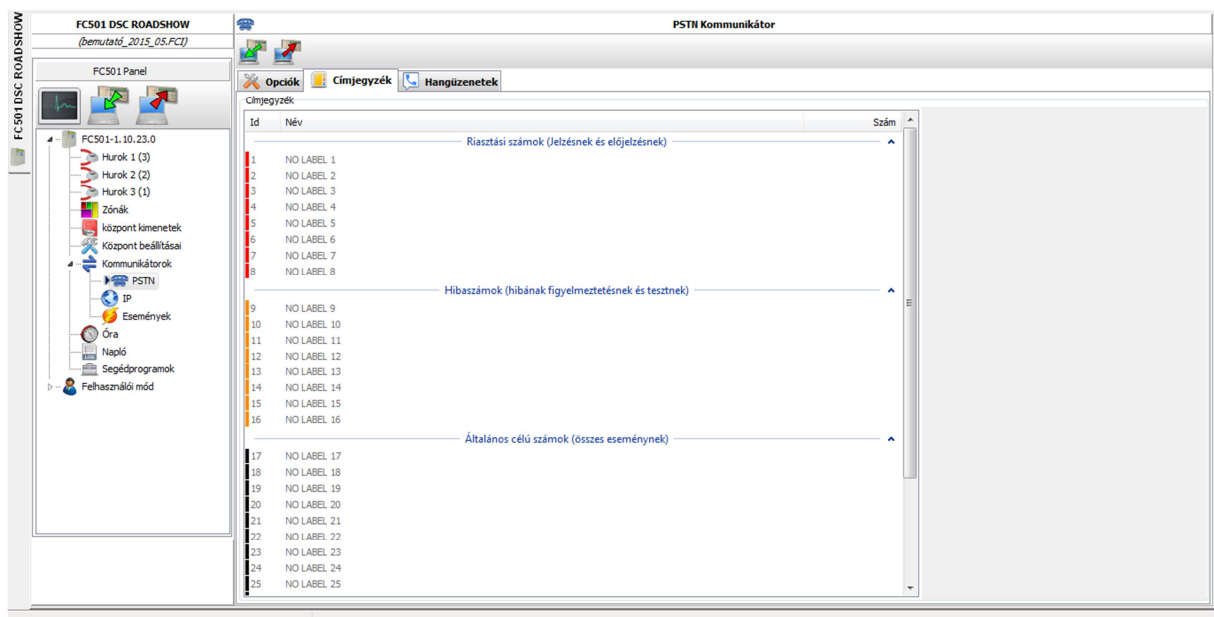 FC501 DSC ROADSHOW
FC501 DSC ROADSHOW
(bemutató_2015_05.FCI)
FC501 Panel
FC501-1.10.23.0
Hurok 1 (3)
Hurok 2 (2)
Hurok 3 (1)
Zónák
központ kimenetek
Központ beállításai
Kommunikátorok
PSTN
IP
Események
Óra
LOG
Napló
Segédprogramok
Felhasználói mód
PSTN Kommunikátor
Opciók
Címjegyzék
Hangüzenetek
Címjegyzék
Id Név Szám
Riasztási számok (Jelzésnek és előjelzésnek)
1 NO LABEL 1
2 NO LABEL 2
3 NO LABEL 3
4 NO LABEL 4
5 NO LABEL 5
6 NO LABEL 6
7 NO LABEL 7
8 NO LABEL 8
Hibaszámok (hibának figyelmeztetésnek és tesztnek)
9 NO LABEL 9
10 NO LABEL 10
11 NO LABEL 11
12 NO LABEL 12
13 NO LABEL 13
14 NO LABEL 14
15 NO LABEL 15
16 NO LABEL 16
Általános célú számok (összes eseménynek)
17 NO LABEL 17
18 NO LABEL 18
19 NO LABEL 19
20 NO LABEL 20
21 NO LABEL 21
22 NO LABEL 22
23 NO LABEL 23
24 NO LABEL 24
25 NO LABEL 25